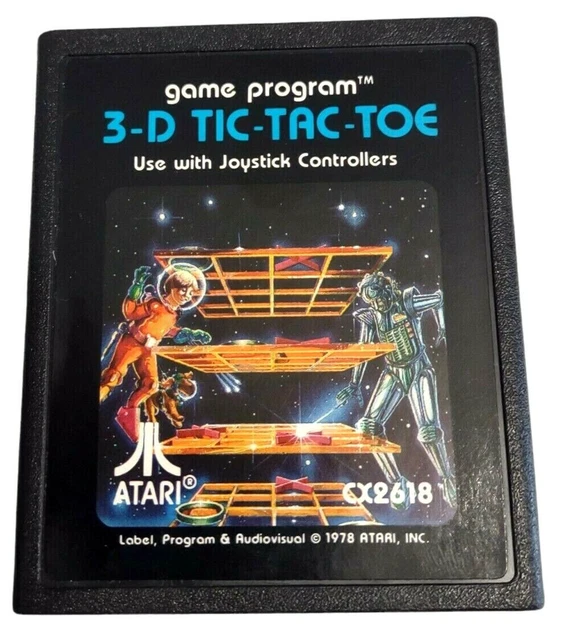 game program™
3-D TIC-TAC-TOE
Use with Joystick Controllers
ATARI®
CX2618
Label, Program & Audiovisual © 1978 ATARI, INC.